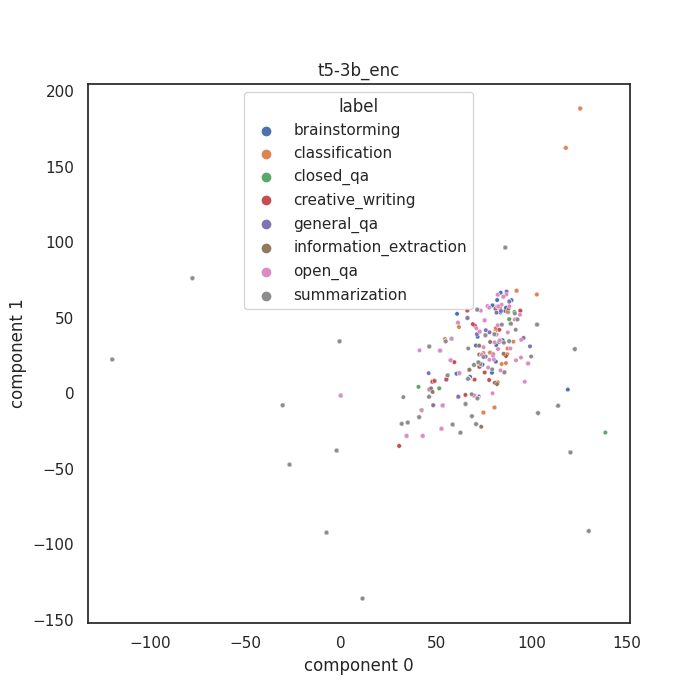 t5-3b_enc
label
brainstorming
classification
closed_qa
creative_writing
general_qa
information_extraction
open_qa
summarization
200
150
100
50
0
−50
−100
−150
component 1
−100
−50
0
50
100
150
component 0